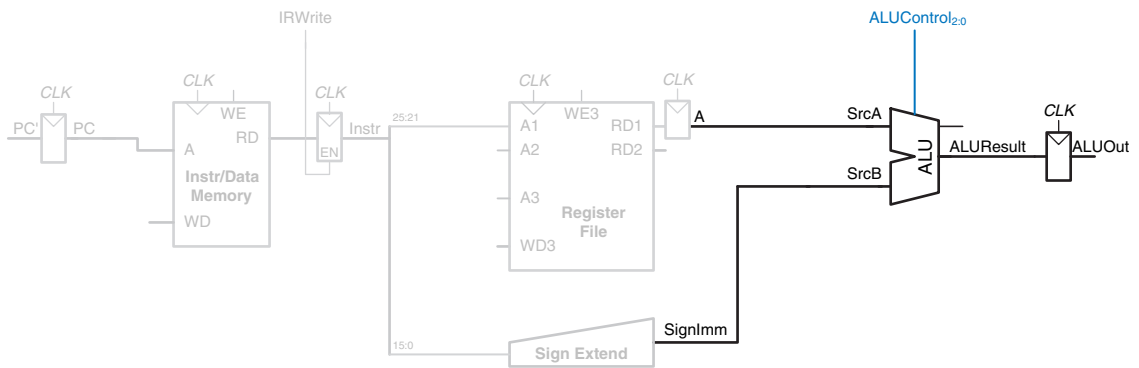 IRWrite
ALUControl2:0
CLK
CLK
CLK
CLK
CLK
CLK
PC'
PC
WE
RD
A
Instr/Data
Memory
WD
EN
Instr
25:21
A1
A2
A3
WD3
WE3
RD1
RD2
Register
File
A
SrcA
SrcB
ALU
ALUResult
ALUOut
15:0
Sign Extend
SignImm